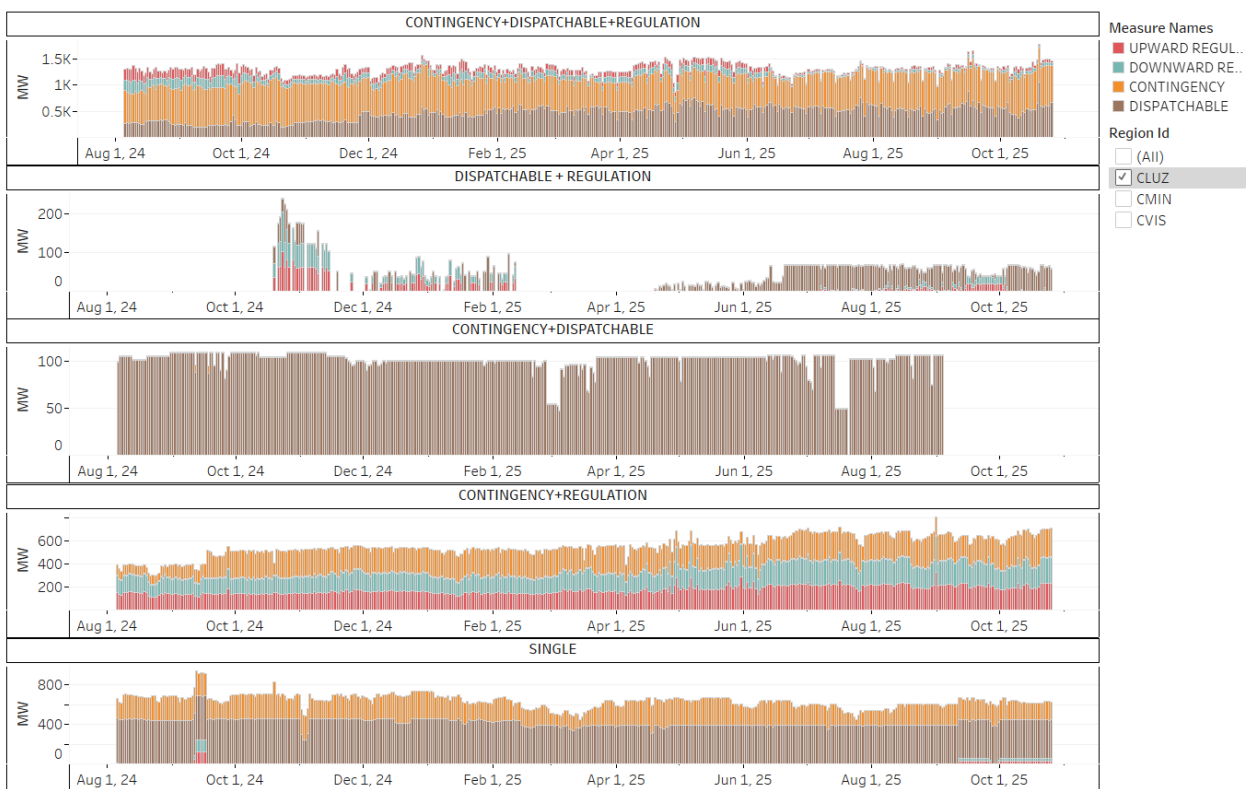 CONTINGENCY+DISPATCHABLE+REGULATION
MW
1.5K
1K
0.5K
Aug 1, 24 Oct 1, 24 Dec 1, 24 Feb 1, 25 Apr 1, 25 Jun 1, 25 Aug 1, 25 Oct 1, 25
DISPATCHABLE + REGULATION
MW
200
100
0
Aug 1, 24 Oct 1, 24 Dec 1, 24 Feb 1, 25 Apr 1, 25 Jun 1, 25 Aug 1, 25 Oct 1, 25
CONTINGENCY+DISPATCHABLE
MW
100
50
0
Aug 1, 24 Oct 1, 24 Dec 1, 24 Feb 1, 25 Apr 1, 25 Jun 1, 25 Aug 1, 25 Oct 1, 25
CONTINGENCY+REGULATION
MW
600
400
200
Aug 1, 24 Oct 1, 24 Dec 1, 24 Feb 1, 25 Apr 1, 25 Jun 1, 25 Aug 1, 25 Oct 1, 25
SINGLE
MW
800
400
0
Aug 1, 24 Oct 1, 24 Dec 1, 24 Feb 1, 25 Apr 1, 25 Jun 1, 25 Aug 1, 25 Oct 1, 25
Measure Names
UPWARD REGUL..
DOWNWARD RE..
CONTINGENCY
DISPATCHABLE
Region Id
(All)
CLUZ
CMIN
CVIS